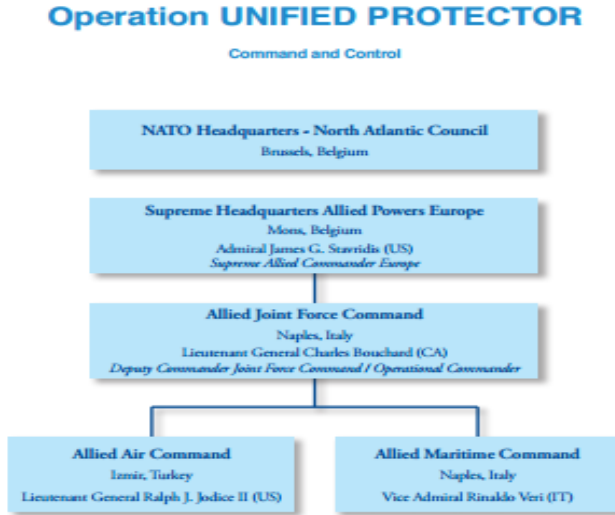 Operation UNIFIED PROTECTOR
Command and Control
NATO Headquarters - North Atlantic Council
Brussels, Belgium
Supreme Headquarters Allied Powers Europe
Mons, Belgium
Admiral James G. Stavridis (US)
Supreme Allied Commander Europe
Allied Joint Force Command
Naples, Italy
Lieutenant General Charles Bouchard (CA)
Deputy Commander Joint Force Command / Operational Commander
Allied Air Command
Izmir, Turkey
Lieutenant General Ralph J. Jodice II (US)
Allied Maritime Command
Naples, Italy
Vice Admiral Rinaldo Veri (IT)